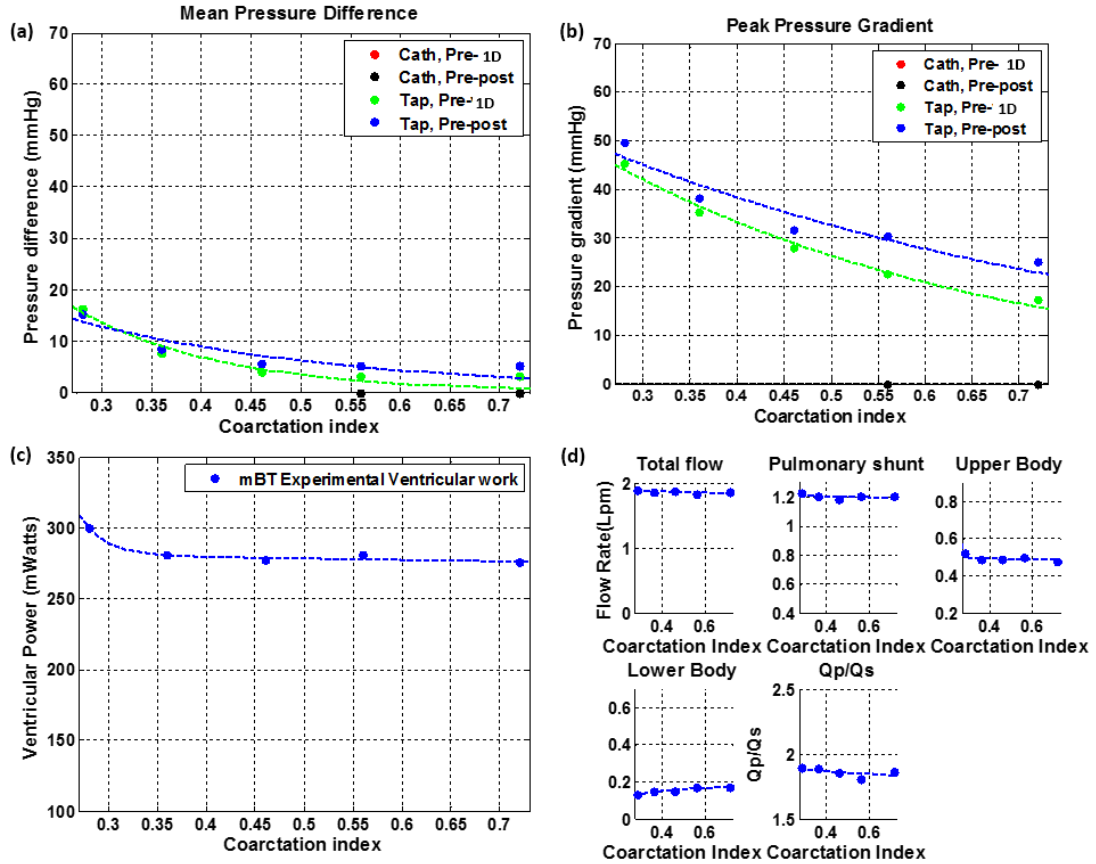 Mean Pressure Difference
(a)
70
60
50
40
30
20
10
0
Pressure difference (mmHg)
Cath, Pre- 1D
Cath, Pre-post
Tap, Pre-'1D
Tap, Pre-post
0.3 0.35 0.4 0.45 0.5 0.55 0.6 0.65 0.7
Coarctation index
Peak Pressure Gradient
(b)
70
60
50
40
30
20
10
0
Pressure gradient (mmHg)
Cath, Pre- 1D
Cath, Pre-post
Tap, Pre-' 1D
Tap, Pre-post
0.3 0.35 0.4 0.45 0.5 0.55 0.6 0.65 0.7
Coarctation index
(c)
350
300
250
200
150
100
Ventricular Power (mWatts)
mBT Experimental Ventricular work
0.3 0.35 0.4 0.45 0.5 0.55 0.6 0.65 0.7
Coarctation index
(d)
Total flow
2
1
0
Flow Rate(Lpm)
0.4 0.6
Coarctation Index
Pulmonary shunt
1.2
1
0.8
0.6
0.4
0.4 0.6
Coarctation Index
Upper Body
0.8
0.6
0.4
0.2
0.4 0.6
Coarctation Index
Lower Body
0.6
0.4
0.2
0
0.4 0.6
Coarctation Index
Qp/Qs
2.5
2
1.5
Qp/Qs
0.4 0.6
Coarctation Index